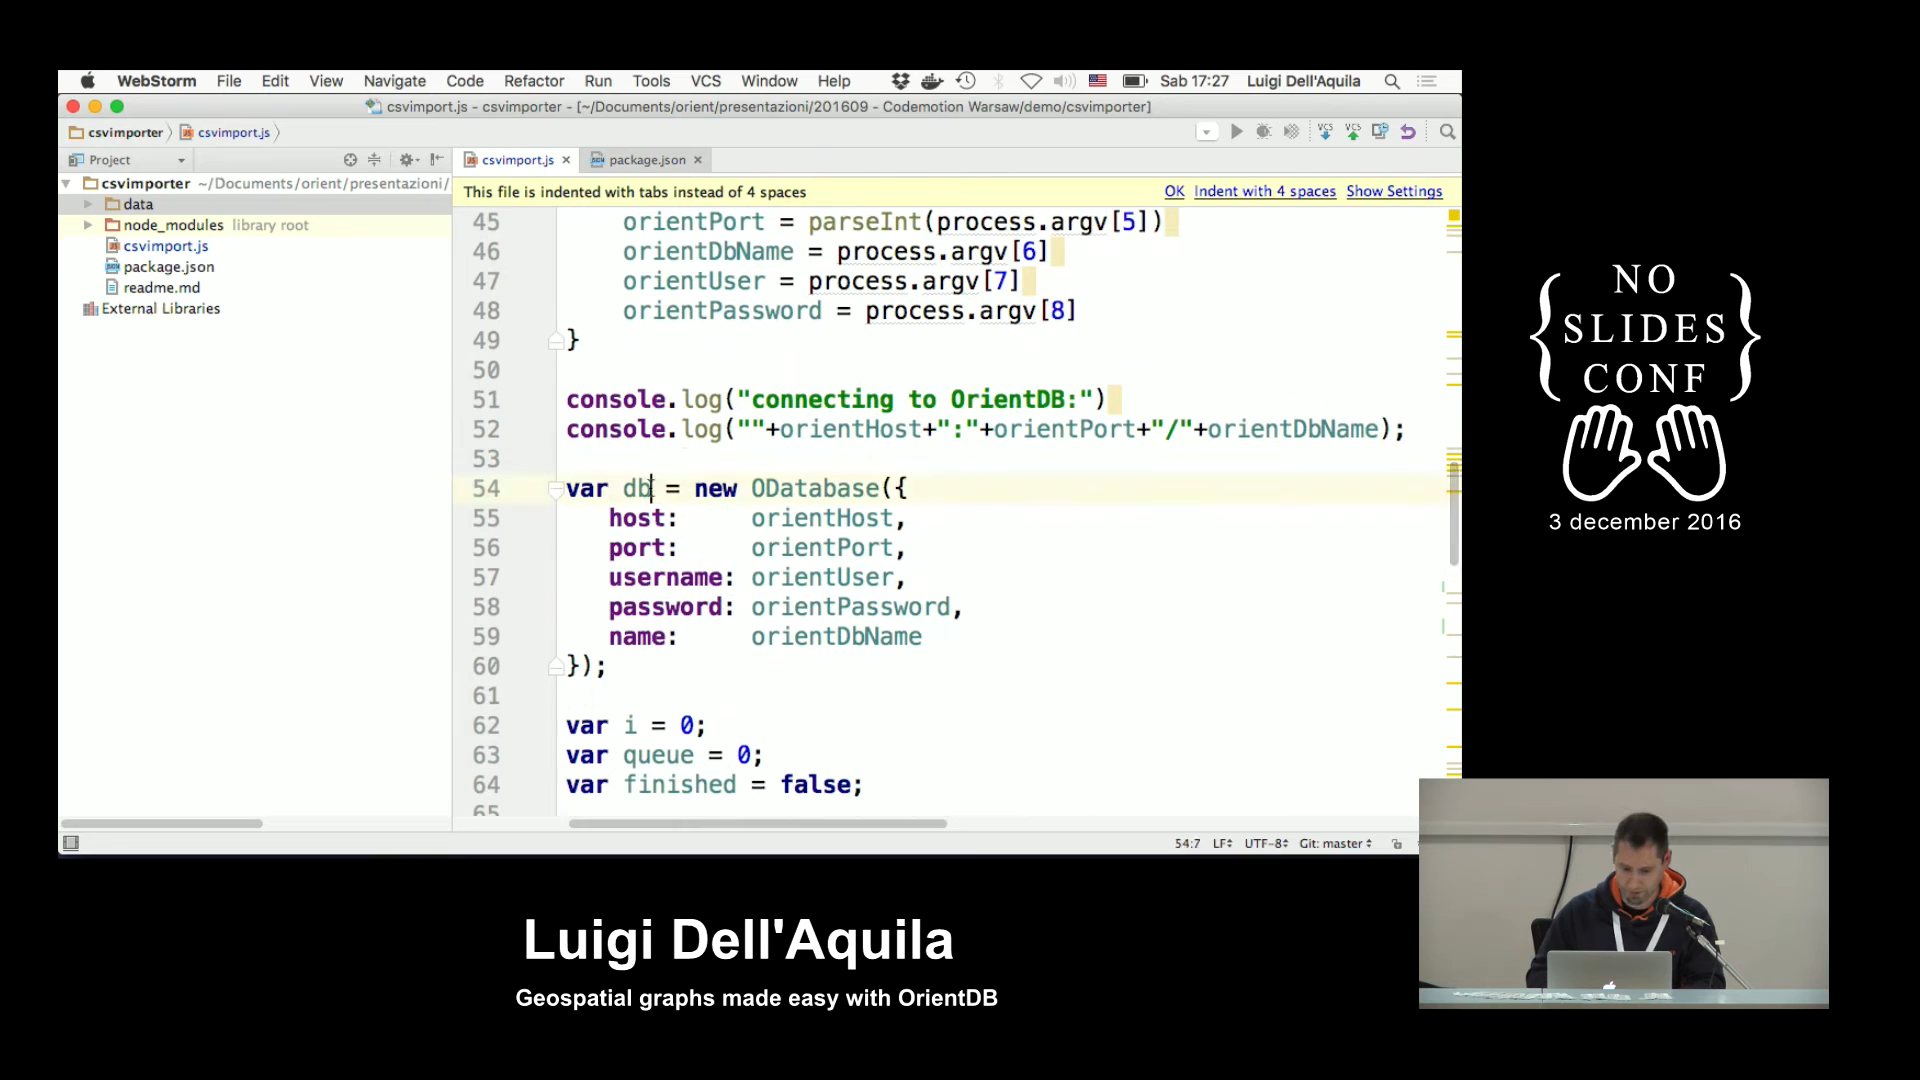 WebStorm File Edit View Navigate Code Refactor Run Tools VCS Window Help Sab 17:27 Luigi Dell'Aquila
csvimport.js - csvimporter - [~/Documents/orient/presentazioni/201609 - Codemotion Warsaw/demo/csvimporter]
csvimporter csvimport.js
Project
csvimport.js package.json
csvimporter ~/Documents/orient/presentazioni/
data
node_modules library root
csvimport.js
package.json
readme.md
External Libraries
This file is indented with tabs instead of 4 spaces OK Indent with 4 spaces Show Settings
45 orientPort = parseInt(process.argv[5])
46 orientDbName = process.argv[6]
47 orientUser = process.argv[7]
48 orientPassword = process.argv[8]
49 }
50
51 console.log("connecting to OrientDB:")
52 console.log(""+orientHost+":"+orientPort+"/"+orientDbName);
53
54 var db = new ODatabase({
55 host: orientHost,
56 port: orientPort,
57 username: orientUser,
58 password: orientPassword,
59 name: orientDbName
60 });
61
62 var i = 0;
63 var queue = 0;
64 var finished = false;
65
54:7 LF UTF-8 Git: master
NO
SLIDES
CONF
3 december 2016
Luigi Dell'Aquila
Geospatial graphs made easy with OrientDB